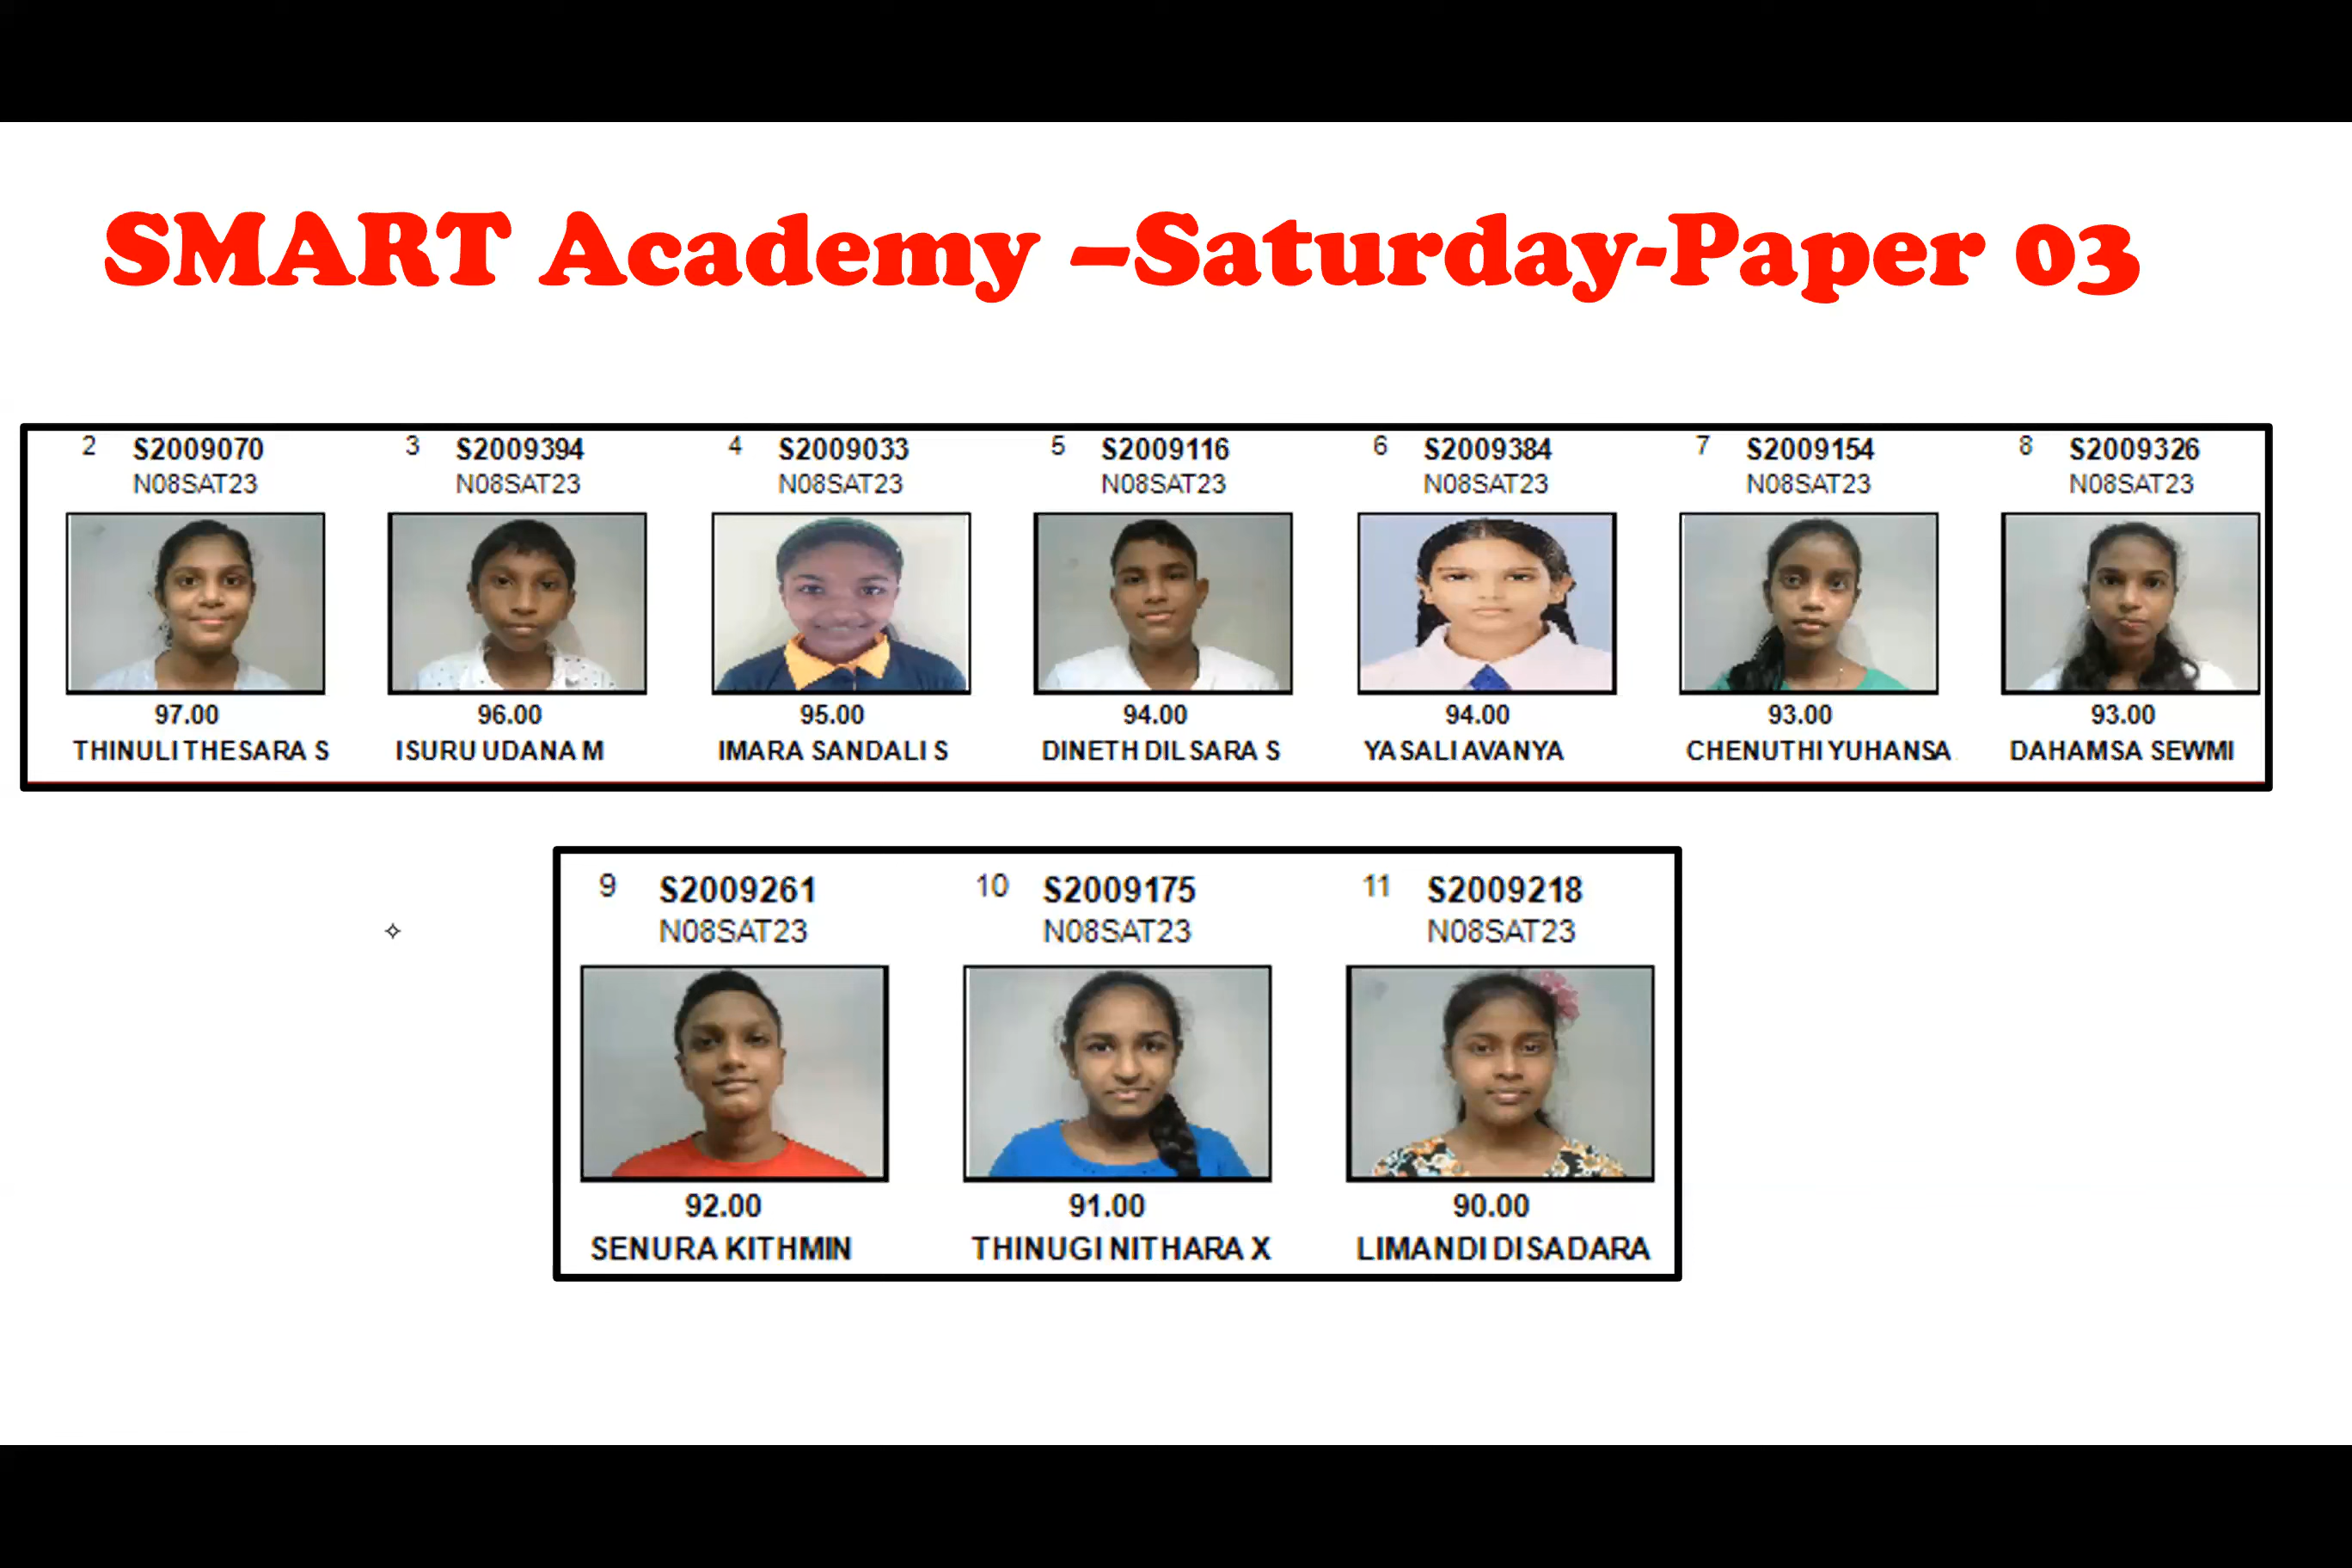 SMART Academy –Saturday-Paper 03
2 S2009070 3 S2009394 4 S2009033 5 S2009116 6 S2009384 7 S2009154 8 S2009326
N08SAT23 N08SAT23 N08SAT23 N08SAT23 N08SAT23 N08SAT23 N08SAT23
97.00 96.00 95.00 94.00 94.00 93.00 93.00
THINULI THESARA S ISURU UDANA M IMARA SANDALI S DINETH DILSARA S YASALI AVANYA CHENUTHI YUHANSA DAHAMSA SEWMI
9 S2009261 10 S2009175 11 S2009218
N08SAT23 N08SAT23 N08SAT23
92.00 91.00 90.00
SENURA KITHMIN THINUGI NITHARA X LIMANDI DISADARA